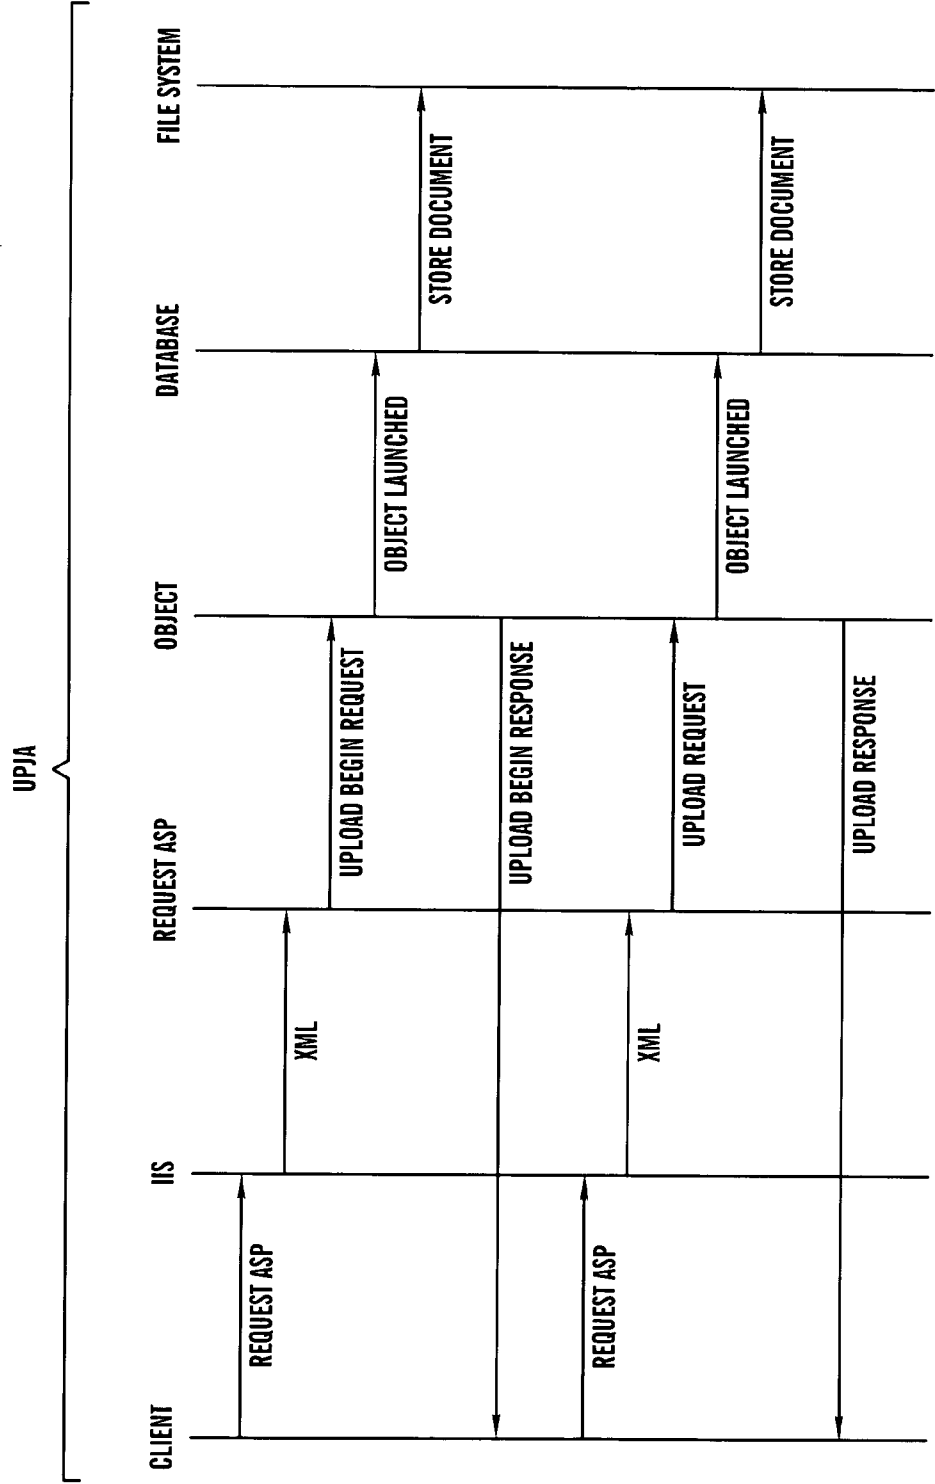 UPJA
CLIENT
IIS
REQUEST ASP
OBJECT
DATABASE
FILE SYSTEM
REQUEST ASP
XML
UPLOAD BEGIN REQUEST
OBJECT LAUNCHED
STORE DOCUMENT
UPLOAD BEGIN RESPONSE
REQUEST ASP
XML
UPLOAD REQUEST
OBJECT LAUNCHED
STORE DOCUMENT
UPLOAD RESPONSE